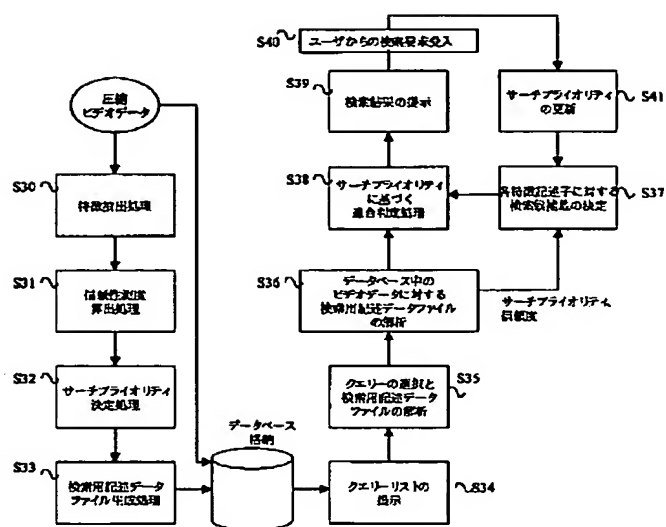 圧縮
ビデオデータ
S30
特徴抽出処理
S31
信頼性測度
算出処理
S32
サーチプライオリティ
決定処理
S33
検索用記述データ
ファイル生成処理
データベース
格納
S34
クエリーリストの
提示
S35
クエリーの選択と
検索用記述データ
ファイルの解析
S36
データベース中の
ビデオデータに対する
検索用記述データファイル
の解析
サーチプライオリティ
信頼度
S37
各特徴記述子に対する
検索候補数の決定
S38
サーチプライオリティ
に基づく
適合判定処理
S39
検索結果の提示
S40
ユーザからの検索要求受入
S41
サーチプライオリティ
の更新